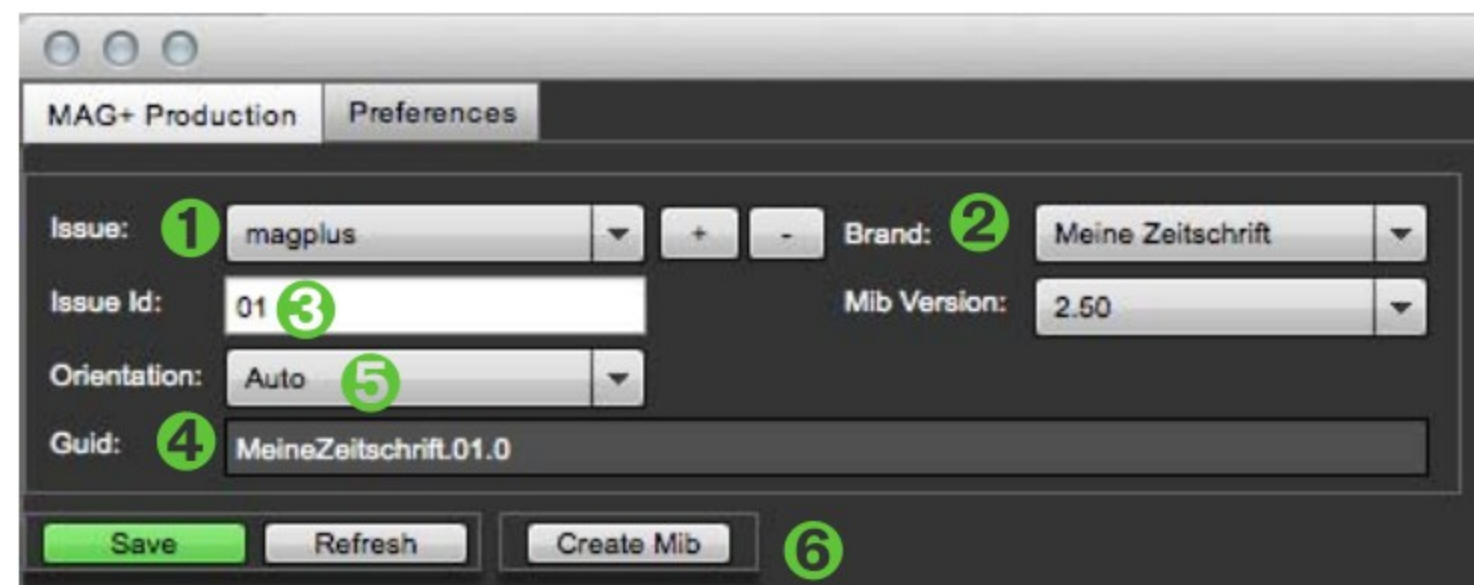 MAG+ Production Preferences
Issue: 1 magplus + - Brand: 2 Meine Zeitschrift
Issue Id: 01 3 Mib Version: 2.50
Orientation: Auto 5
Guid: 4 MeineZeitschrift.01.0
Save Refresh Create Mib 6